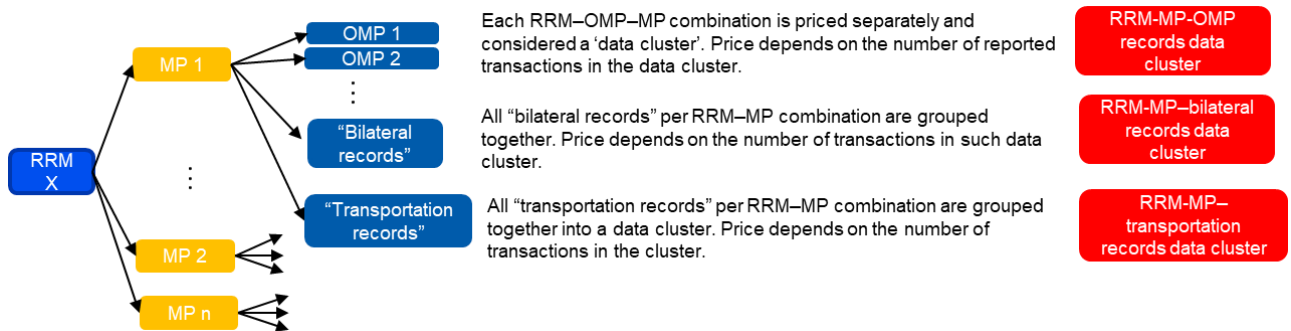 RRM
X
MP 1
⋮
MP 2
MP n
OMP 1
OMP 2
⋮
“Bilateral
records”
“Transportation
records”
Each RRM–OMP–MP combination is priced separately and
considered a ‘data cluster’. Price depends on the number of reported
transactions in the data cluster.
All “bilateral records” per RRM–MP combination are grouped
together. Price depends on the number of transactions in such data
cluster.
All “transportation records” per RRM–MP combination are grouped
together into a data cluster. Price depends on the number of
transactions in the cluster.
RRM-MP-OMP
records data
cluster
RRM-MP–bilateral
records data
cluster
RRM-MP–
transportation
records data cluster